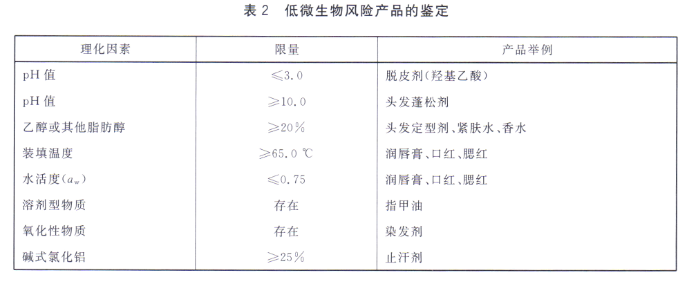 表 2 低微生物风险产品的鉴定
理化因素 限量 产品举例
pH 值 ≤3.0 脱皮剂(羟基乙酸)
pH 值 ≥10.0 头发蓬松剂
乙醇或其他脂肪醇 ≥20% 头发定型剂、紧肤水、香水
装填温度 ≥65.0 ℃ 润唇膏、口红、腮红
水活度(aw) ≤0.75 润唇膏、口红、腮红
溶剂型物质 存在 指甲油
氧化性物质 存在 染发剂
碱式氯化铝 ≥25% 止汗剂